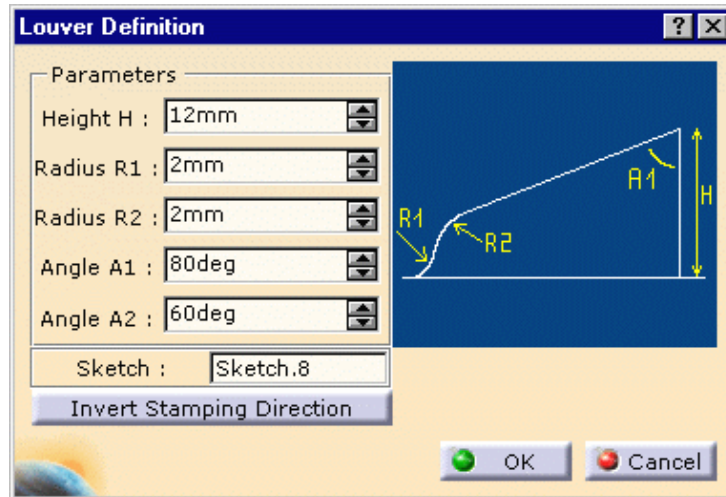 Louver Definition
Parameters
Height H : 12mm
Radius R1 : 2mm
Radius R2 : 2mm
Angle A1 : 80deg
Angle A2 : 60deg
Sketch : Sketch.8
Invert Stamping Direction
A1
H
R1
R2
OK Cancel